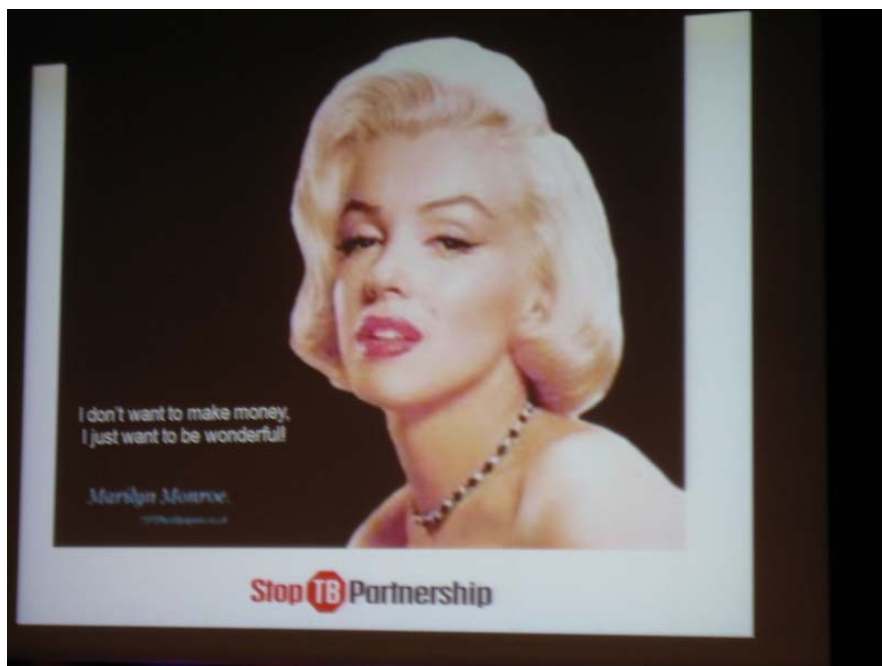 I don't want to make money,
I just want to be wonderful!
Marilyn Monroe.
Stop TB Partnership